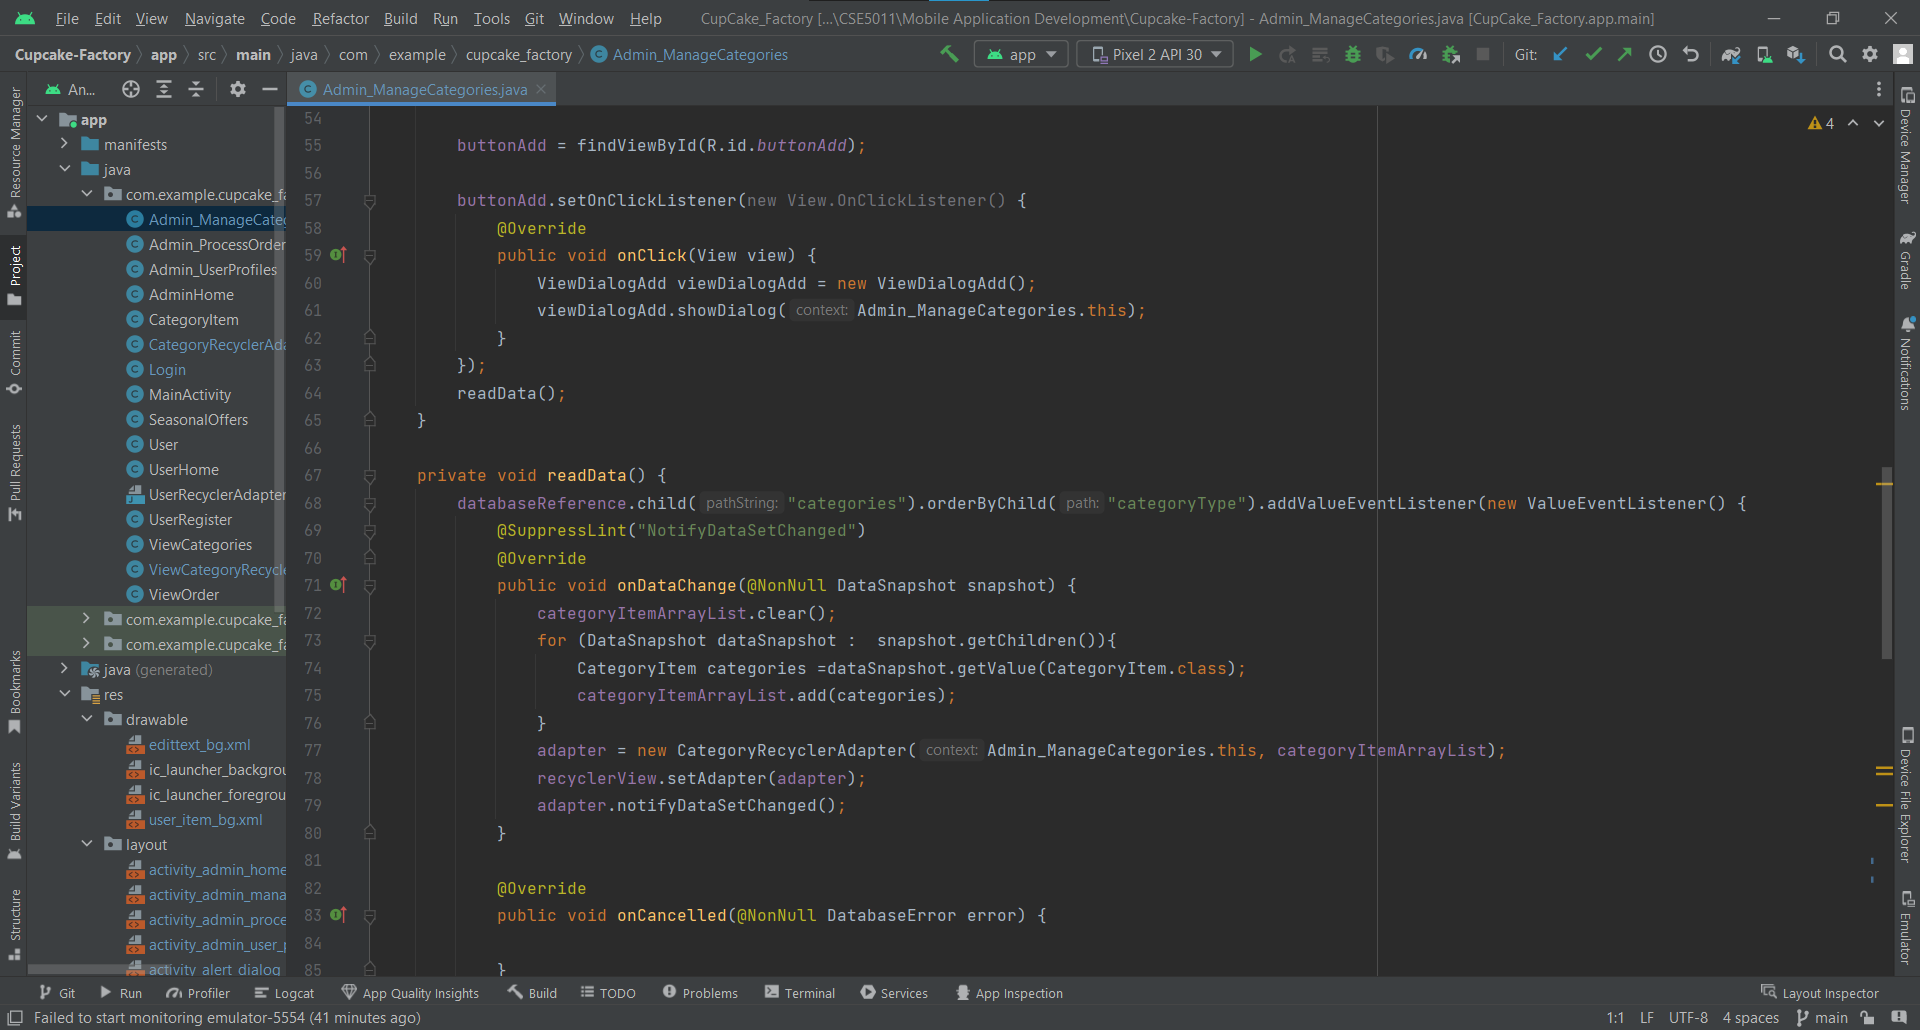 File Edit View Navigate Code Refactor Build Run Tools Git Window Help CupCake_Factory [...\CSE5011\Mobile Application Development\Cupcake-Factory] - Admin_ManageCategories.java [CupCake_Factory.app.main]
Cupcake-Factory app src main java com example cupcake_factory Admin_ManageCategories app Pixel 2 API 30 Git:
An... Admin_ManageCategories.java
Resource Manager
Project
Commit
Pull Requests
Bookmarks
Build Variants
Structure
app
manifests
java
com.example.cupcake_fa
Admin_ManageCateg
Admin_ProcessOrder
Admin_UserProfiles
AdminHome
CategoryItem
CategoryRecyclerAda
Login
MainActivity
SeasonalOffers
User
UserHome
UserRecyclerAdapter
UserRegister
ViewCategories
ViewCategoryRecycle
ViewOrder
com.example.cupcake_fa
com.example.cupcake_fa
java (generated)
res
drawable
edittext_bg.xml
ic_launcher_backgrou
ic_launcher_foregrou
user_item_bg.xml
layout
activity_admin_home
activity_admin_mana
activity_admin_proce
activity_admin_user_p
activity_alert_dialog
4
54
55 buttonAdd = findViewById(R.id.buttonAdd);
56
57 buttonAdd.setOnClickListener(new View.OnClickListener() {
58 @Override
59 public void onClick(View view) {
60 ViewDialogAdd viewDialogAdd = new ViewDialogAdd();
61 viewDialogAdd.showDialog( context: Admin_ManageCategories.this);
62 }
63 });
64 readData();
65 }
66
67 private void readData() {
68 databaseReference.child( pathString: "categories").orderByChild( path: "categoryType").addValueEventListener(new ValueEventListener() {
69 @SuppressLint("NotifyDataSetChanged")
70 @Override
71 public void onDataChange(@NonNull DataSnapshot snapshot) {
72 categoryItemArrayList.clear();
73 for (DataSnapshot dataSnapshot :  snapshot.getChildren()){
74 CategoryItem categories =dataSnapshot.getValue(CategoryItem.class);
75 categoryItemArrayList.add(categories);
76 }
77 adapter = new CategoryRecyclerAdapter( context: Admin_ManageCategories.this, categoryItemArrayList);
78 recyclerView.setAdapter(adapter);
79 adapter.notifyDataSetChanged();
80 }
81
82 @Override
83 public void onCancelled(@NonNull DatabaseError error) {
84
85 }
Device Manager
Gradle
Notifications
Device File Explorer
Emulator
Git Run Profiler Logcat App Quality Insights Build TODO Problems Terminal Services App Inspection Layout Inspector
Failed to start monitoring emulator-5554 (41 minutes ago) 1:1 LF UTF-8 4 spaces main